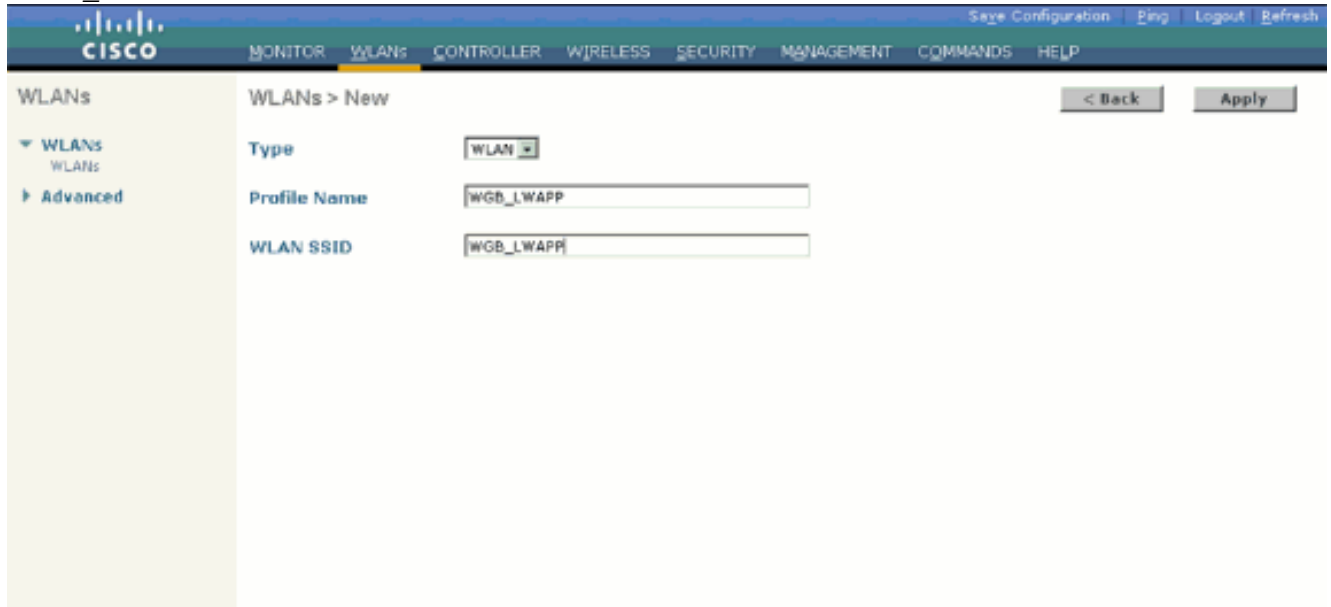 Save Configuration | Ping | Logout | Refresh
CISCO
MONITOR WLANs CONTROLLER WIRELESS SECURITY MANAGEMENT COMMANDS HELP
WLANs
WLANs > New
< Back
Apply
WLANs
WLANs
Advanced
Type WLAN
Profile Name WGB_LWAPP
WLAN SSID WGB_LWAPP